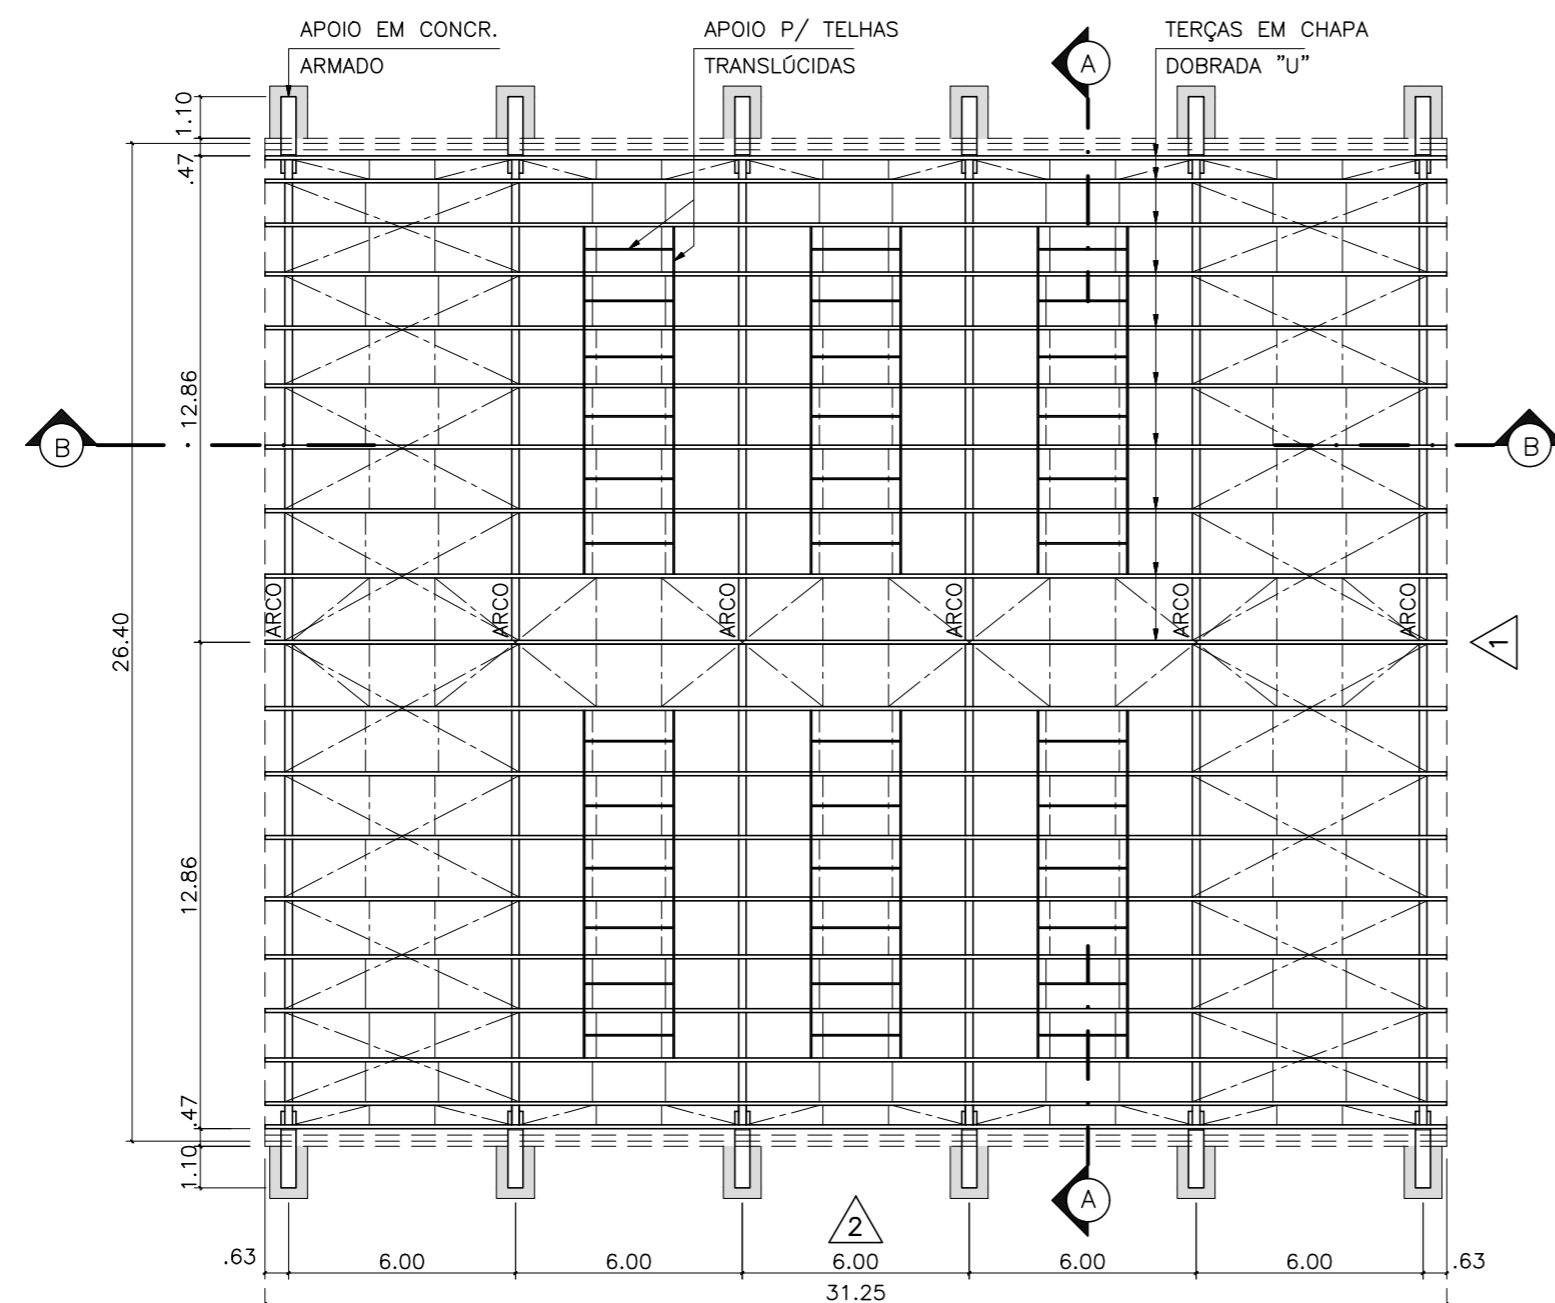 APOIO EM CONCR.
ARMADO
APOIO P/ TELHAS
TRANSLÚCIDAS
TERÇAS EM CHAPA
DOBRADA "U"
A
1.10
.47
12.86
B
B
26.40
ARCO
ARCO
ARCO
ARCO
ARCO
ARCO
1
12.86
.47
1.10
A
2
.63
6.00
6.00
6.00
6.00
6.00
.63
31.25